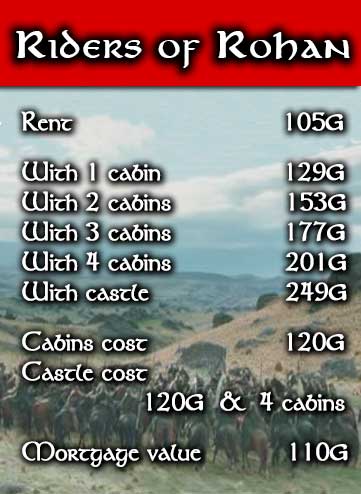 Riders of Rohan
Rent 105G
With 1 cabin 129G
With 2 cabins 153G
With 3 cabins 177G
With 4 cabins 201G
With castle 249G
Cabins cost 120G
Castle cost
120G & 4 cabins
Mortgage value 110G